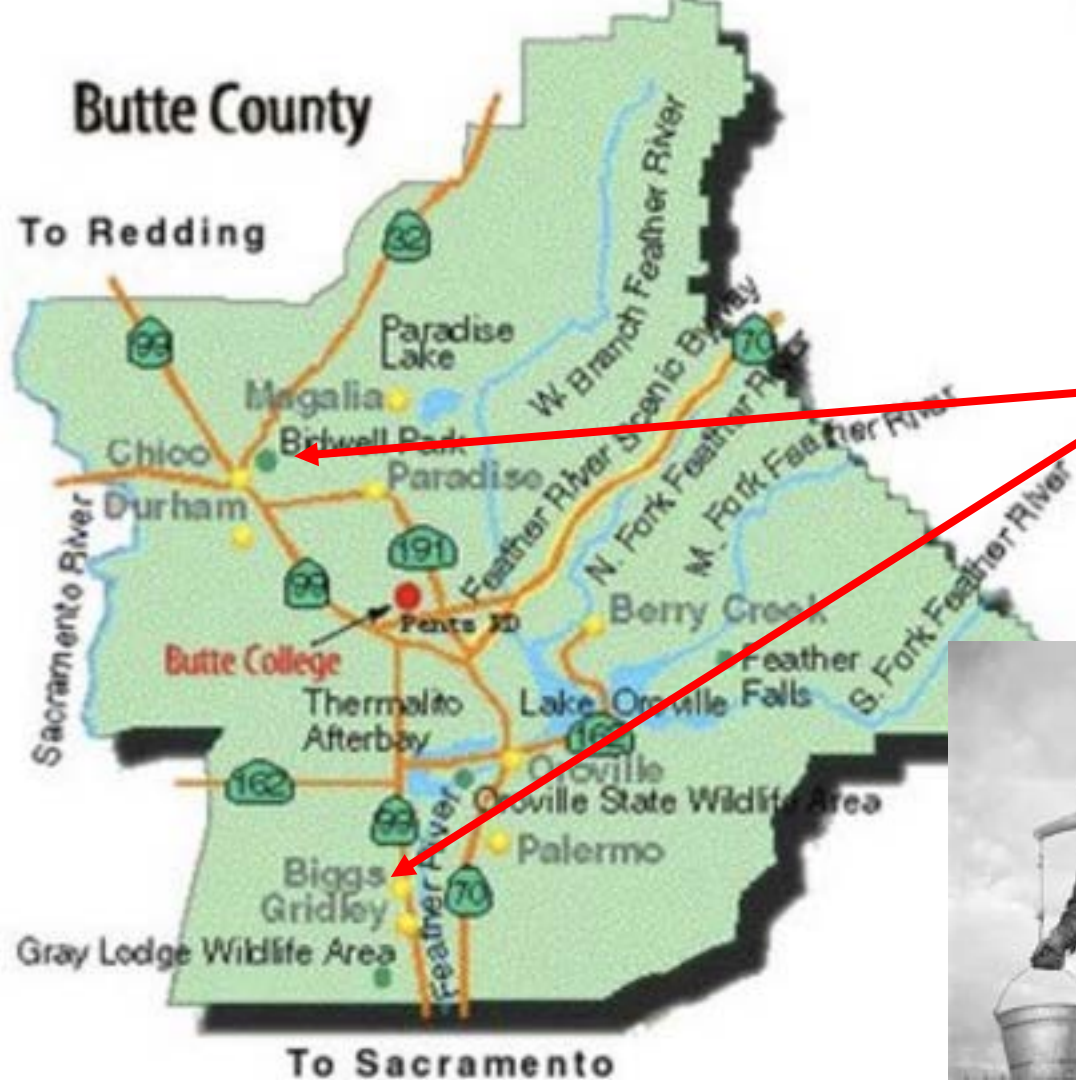 Butte County
To Redding
32
99
Paradise
Lake
W. Branch Feather River
70
Magalia
Bidwell Park
Chico
Paradise
Durham
Feather River Scenic Byway
N. Fork Feather River
M. Fork Feather River
S. Fork Feather River
Sacramento River
191
99
Pentz RD
Butte College
Berry Creek
Feather
Falls
Thermalito
Afterbay
Lake Oroville
162
162
Oroville
Oroville State Wildlife Area
99
Feather River
Palermo
Biggs
70
Gridley
Gray Lodge Wildlife Area
To Sacramento